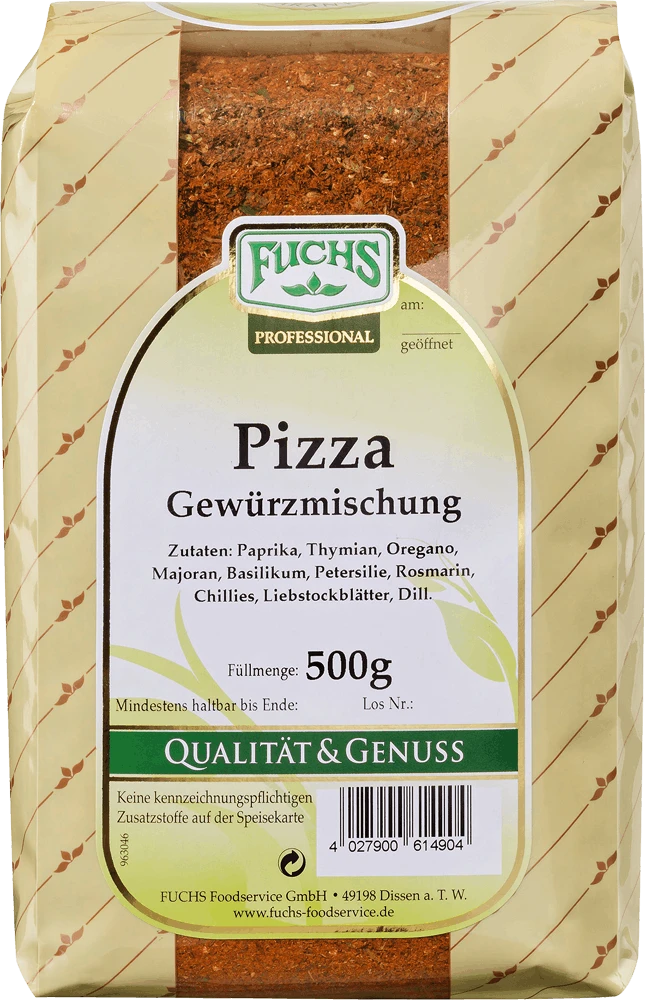 FUCHS
PROFESSIONAL
am:
geöffnet
Pizza
Gewürzmischung
Zutaten: Paprika, Thymian, Oregano,
Majoran, Basilikum, Petersilie, Rosmarin,
Chillies, Liebstockblätter, Dill.
Füllmenge: 500g
Mindestens haltbar bis Ende: Los Nr.:
QUALITÄT & GENUSS
Keine kennzeichnungspflichtigen
Zusatzstoffe auf der Speisekarte
963046
4 027900 614904
FUCHS Foodservice GmbH • 49198 Dissen a. T. W.
www.fuchs-foodservice.de